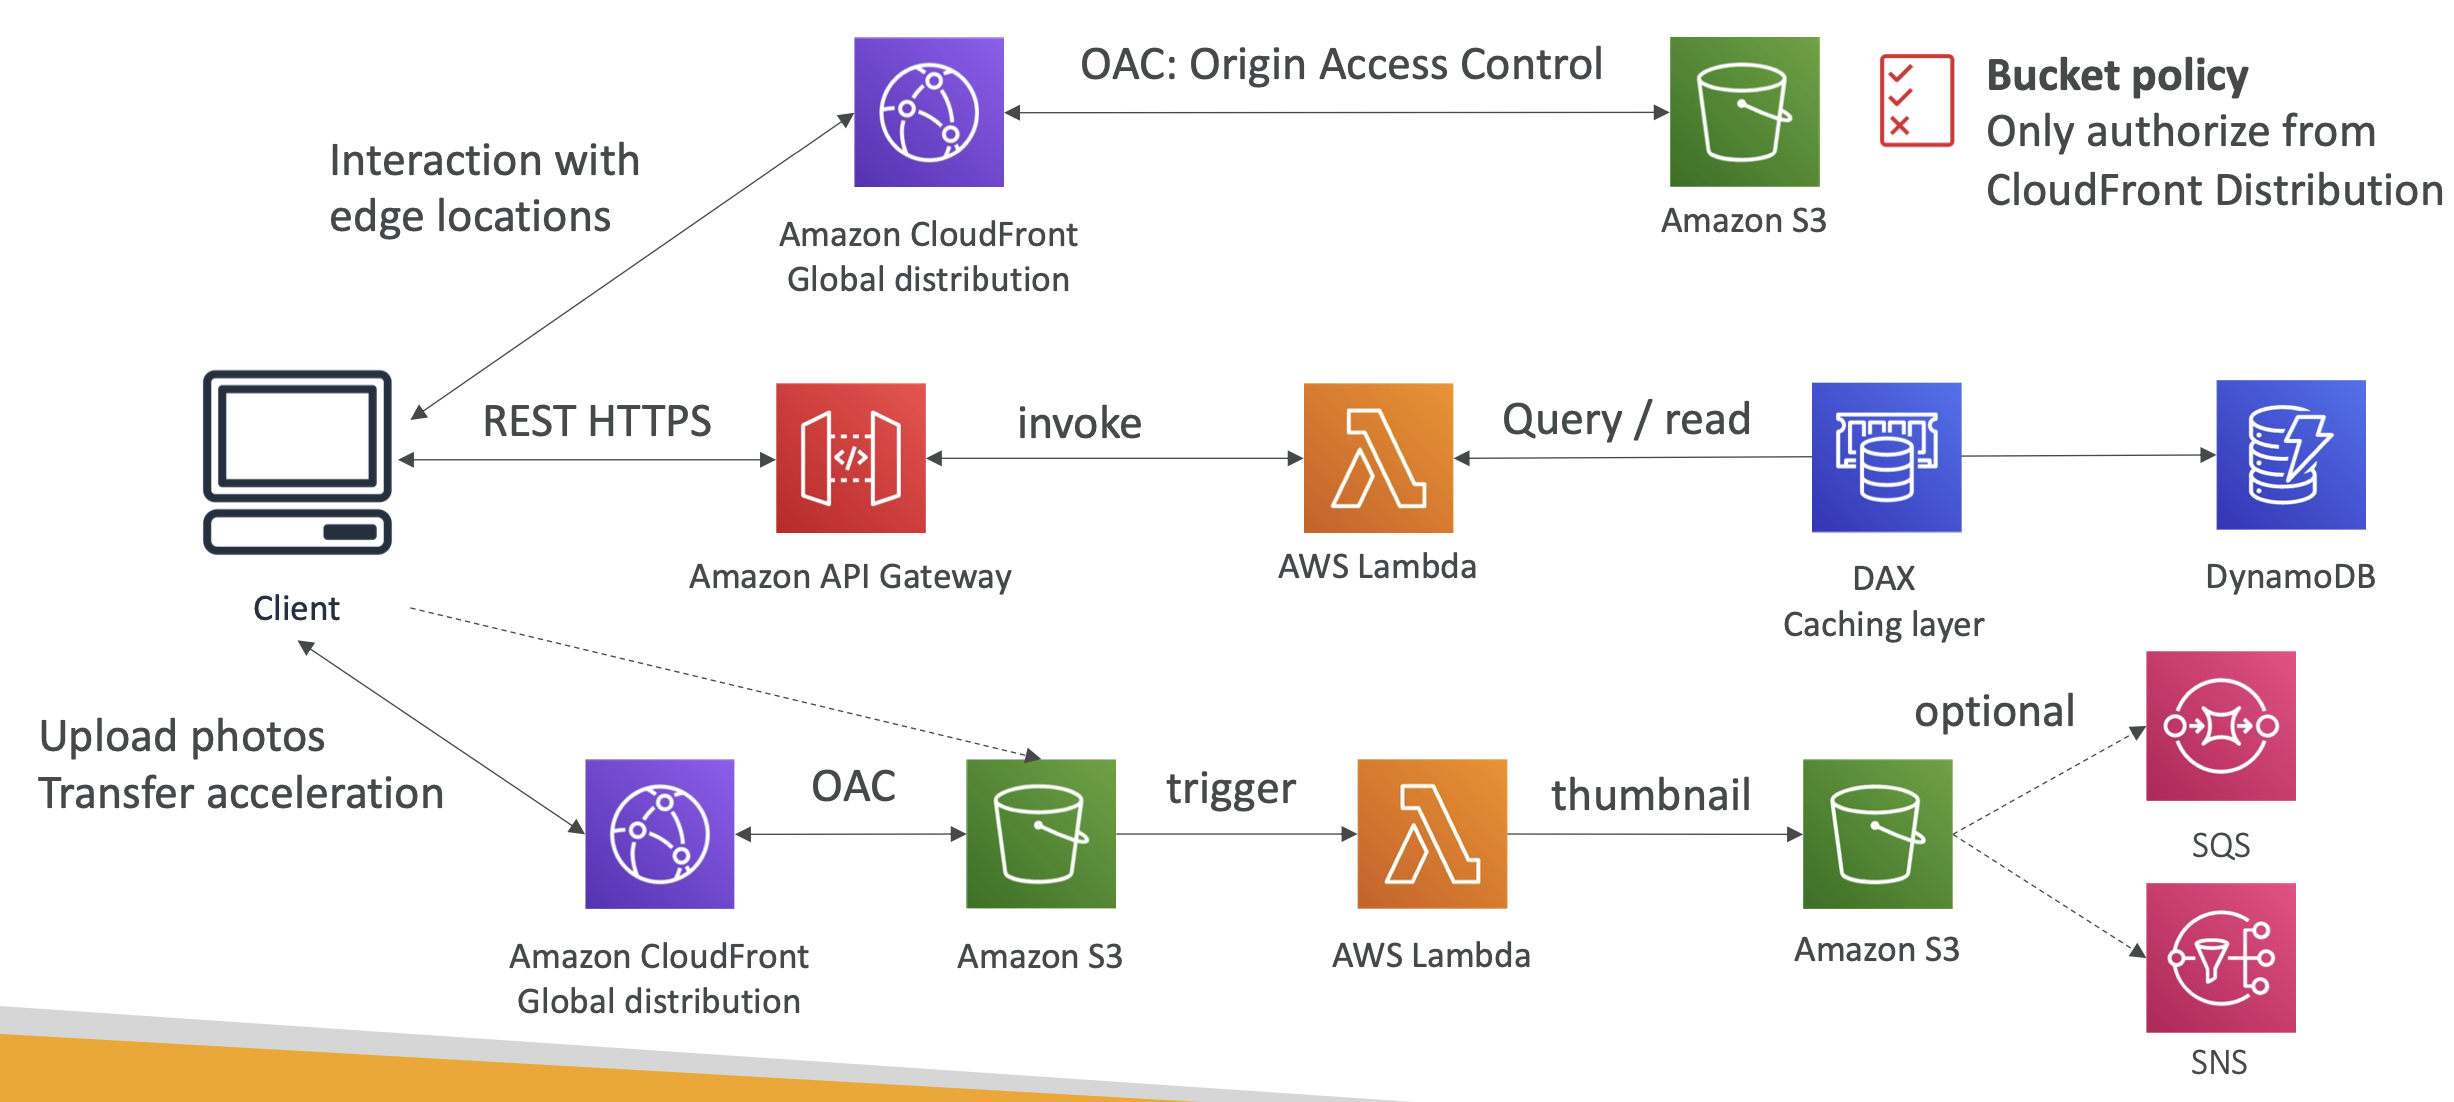 OAC: Origin Access Control
Bucket policy
Only authorize from
CloudFront Distribution
Interaction with
edge locations
Amazon CloudFront
Global distribution
Amazon S3
REST HTTPS
invoke
Query / read
</>
Client
Amazon API Gateway
AWS Lambda
DAX
Caching layer
DynamoDB
Upload photos
Transfer acceleration
OAC
trigger
thumbnail
optional
Amazon CloudFront
Global distribution
Amazon S3
AWS Lambda
Amazon S3
SQS
SNS